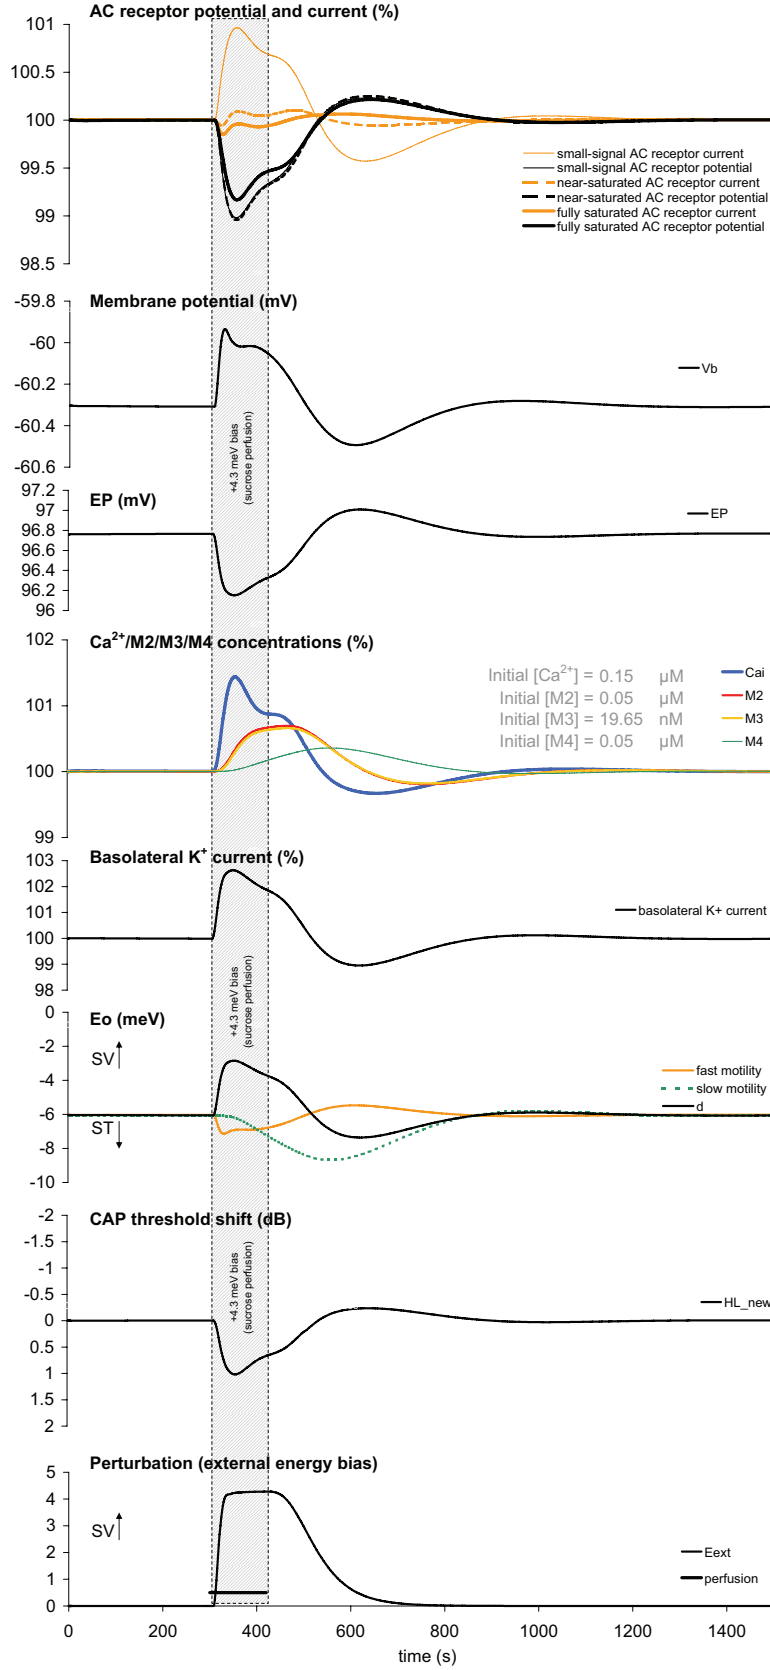 AC receptor potential and current (%)
101
100.5
100
99.5
99
98.5
small-signal AC receptor current
small-signal AC receptor potential
near-saturated AC receptor current
near-saturated AC receptor potential
fully saturated AC receptor current
fully saturated AC receptor potential
Membrane potential (mV)
-59.8
-60
-60.2
-60.4
-60.6
Vb
+4.3 meV bias
(sucrose perfusion)
EP (mV)
97.2
97
96.8
96.6
96.4
96.2
96
EP
Ca²⁺/M2/M3/M4 concentrations (%)
102
101
100
99
Initial [Ca²⁺] = 0.15 µM
Initial [M2] = 0.05 µM
Initial [M3] = 19.65 nM
Initial [M4] = 0.05 µM
Cai
M2
M3
M4
Basolateral K⁺ current (%)
103
102
101
100
99
98
basolateral K+ current
+4.3 meV bias
(sucrose perfusion)
Eo (meV)
0
-2
-4
-6
-8
-10
SV
ST
fast motility
slow motility
d
CAP threshold shift (dB)
-2
-1.5
-1
-0.5
0
0.5
1
1.5
2
+4.3 meV bias
(sucrose perfusion)
HL_new
Perturbation (external energy bias)
5
4
3
2
1
0
SV
Eext
perfusion
0 200 400 600 800 1000 1200 1400
time (s)